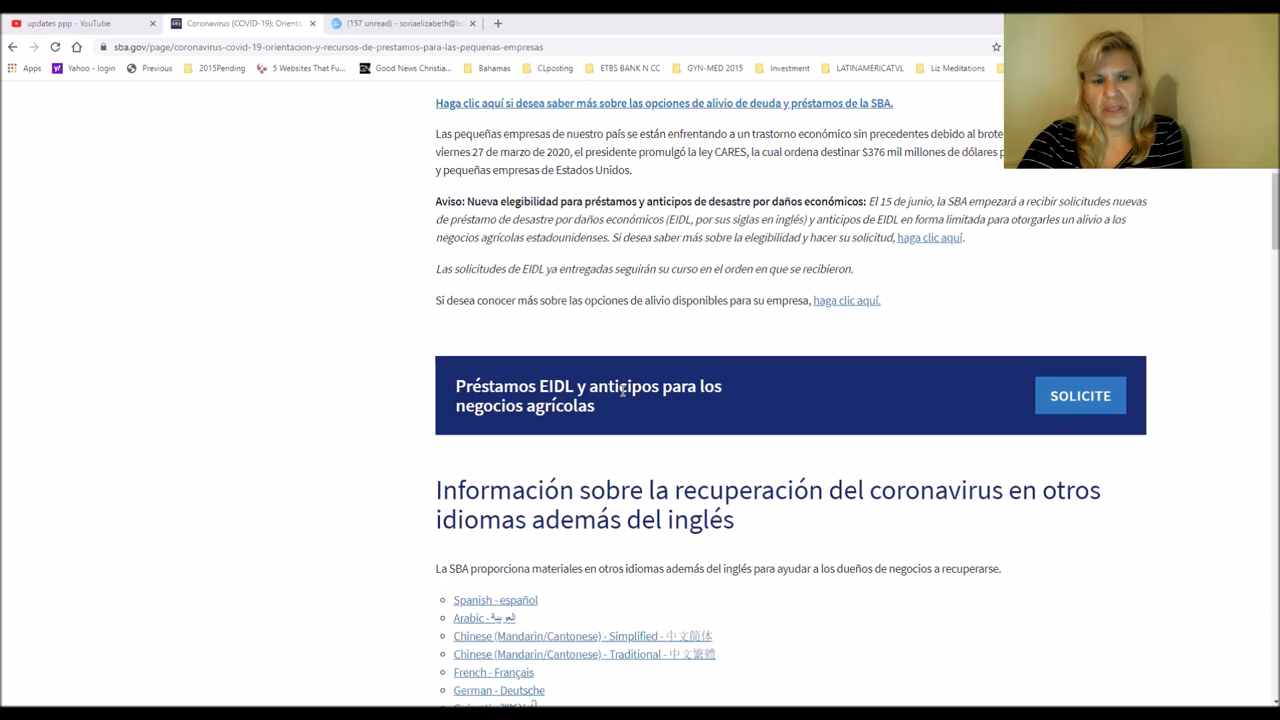 updates ppp - YouTube
Coronavirus (COVID-19): Orienta
(157 unread) - soriaelizabeth@b
sba.gov/page/coronavirus-covid-19-orientacion-y-recursos-de-prestamos-para-las-pequenas-empresas
Apps Yahoo - login Previous 2015Pending 5 Websites That Fu... Good News Christia... Bahamas CLposting ETBS BANK N CC GYN-MED 2015 Investment LATINAMERICATVL Liz Meditations
Haga clic aquí si desea saber más sobre las opciones de alivio de deuda y préstamos de la SBA.
Las pequeñas empresas de nuestro país se están enfrentando a un trastorno económico sin precedentes debido al brote
viernes 27 de marzo de 2020, el presidente promulgó la ley CARES, la cual ordena destinar $376 mil millones de dólares p
y pequeñas empresas de Estados Unidos.
Aviso: Nueva elegibilidad para préstamos y anticipos de desastre por daños económicos: El 15 de junio, la SBA empezará a recibir solicitudes nuevas
de préstamo de desastre por daños económicos (EIDL, por sus siglas en inglés) y anticipos de EIDL en forma limitada para otorgarles un alivio a los
negocios agrícolas estadounidenses. Si desea saber más sobre la elegibilidad y hacer su solicitud, haga clic aquí.
Las solicitudes de EIDL ya entregadas seguirán su curso en el orden en que se recibieron.
Si desea conocer más sobre las opciones de alivio disponibles para su empresa, haga clic aquí.
Préstamos EIDL y anticipos para los
negocios agrícolas
SOLICITE
Información sobre la recuperación del coronavirus en otros
idiomas además del inglés
La SBA proporciona materiales en otros idiomas además del inglés para ayudar a los dueños de negocios a recuperarse.
Spanish - español
Arabic - العربية
Chinese (Mandarin/Cantonese) - Simplified - 中文简体
Chinese (Mandarin/Cantonese) - Traditional - 中文繁體
French - Français
German - Deutsche